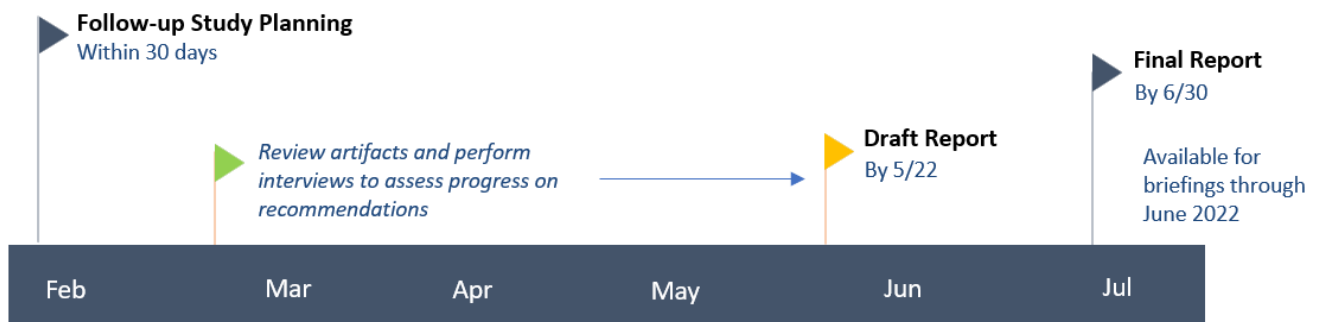 Follow-up Study Planning
Within 30 days
Review artifacts and perform
interviews to assess progress on
recommendations
Draft Report
By 5/22
Final Report
By 6/30
Available for
briefings through
June 2022
Feb Mar Apr May Jun Jul